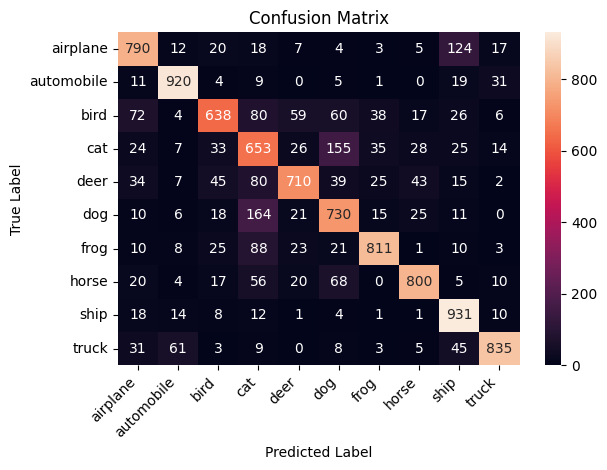 Confusion Matrix
True Label
airplane 790 12 20 18 7 4 3 5 124 17
automobile 11 920 4 9 0 5 1 0 19 31
bird 72 4 638 80 59 60 38 17 26 6
cat 24 7 33 653 26 155 35 28 25 14
deer 34 7 45 80 710 39 25 43 15 2
dog 10 6 18 164 21 730 15 25 11 0
frog 10 8 25 88 23 21 811 1 10 3
horse 20 4 17 56 20 68 0 800 5 10
ship 18 14 8 12 1 4 1 1 931 10
truck 31 61 3 9 0 8 3 5 45 835
airplane automobile bird cat deer dog frog horse ship truck
Predicted Label
800
600
400
200
0